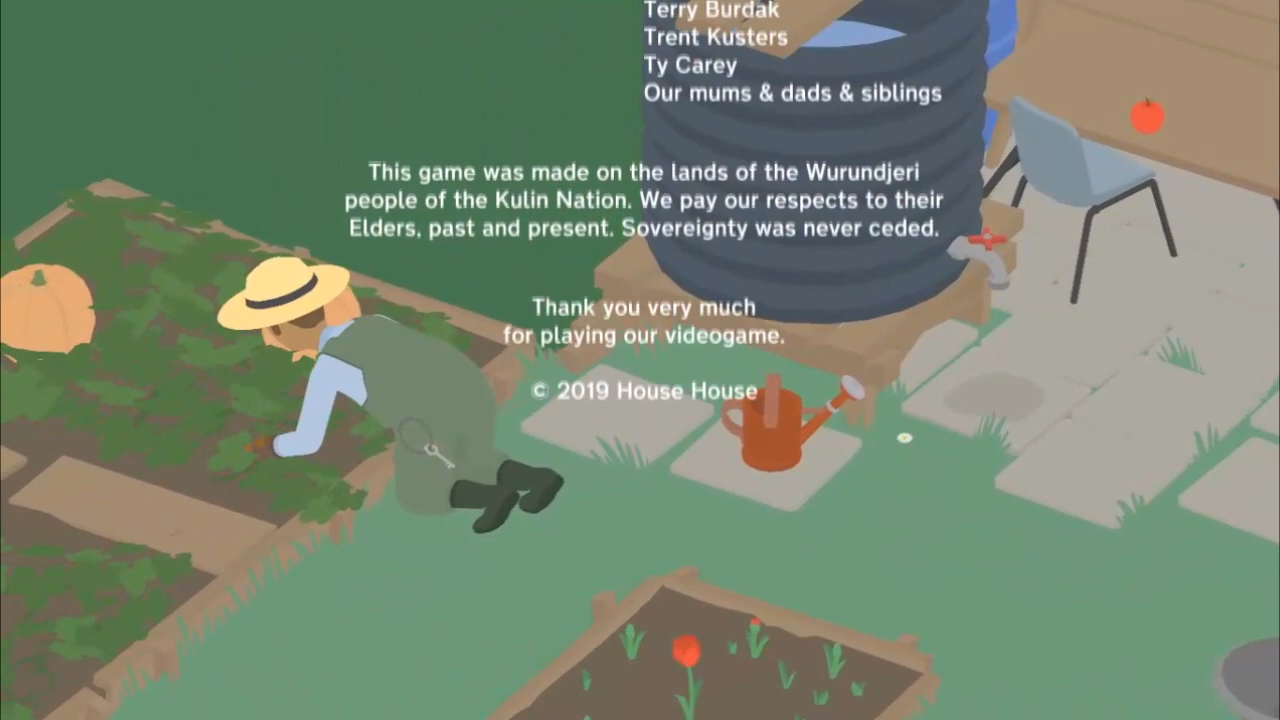 Terry Burdak
Trent Kusters
Ty Carey
Our mums & dads & siblings
This game was made on the lands of the Wurundjeri
people of the Kulin Nation. We pay our respects to their
Elders, past and present. Sovereignty was never ceded.
Thank you very much
for playing our videogame.
© 2019 House House